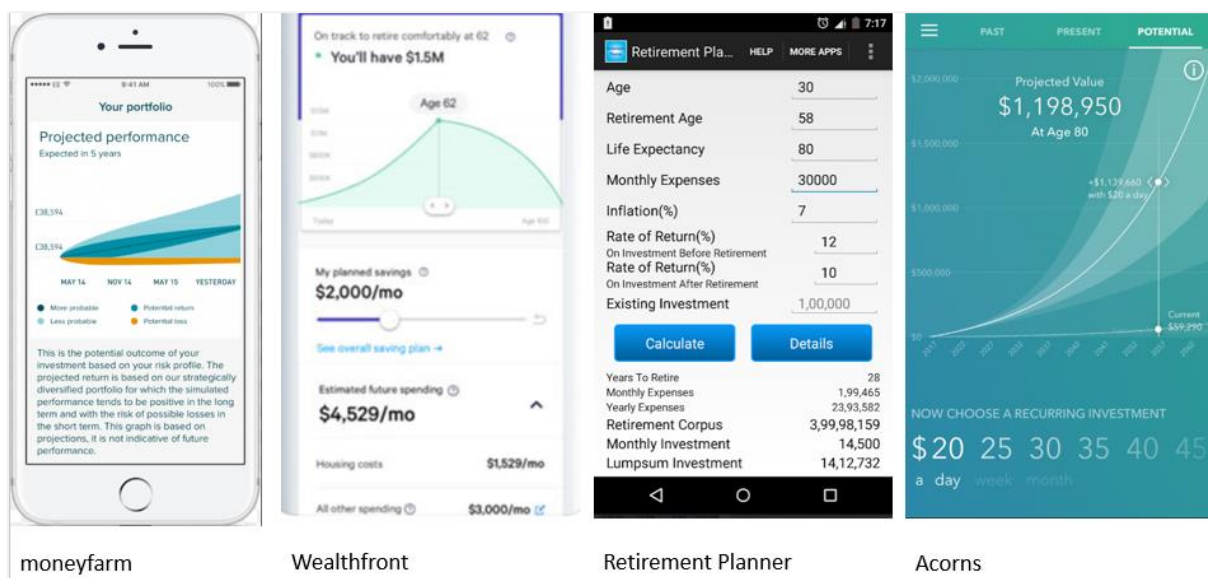 9:41 AM
100%
Your portfolio
Projected performance
Expected in 5 years
£38,594
£38,594
MAY 14 NOV 14 MAY 15 YESTERDAY
More probable
Potential return
Less probable
Potential loss
This is the potential outcome of your
investment based on your risk profile. The
projected return is based on our strategically
diversified portfolio for which the simulated
performance tends to be positive in the long
term and with the risk of possible losses in
the short term. This graph is based on
projections, it is not indicative of future
performance.
moneyfarm
On track to retire comfortably at 62
You'll have $1.5M
Age 62
Today
My planned savings
$2,000/mo
See overall saving plan →
Estimated future spending
$4,529/mo
Housing costs $1,529/mo
All other spending $3,000/mo
Wealthfront
7:17
Retirement Pla... HELP MORE APPS
Age 30
Retirement Age 58
Life Expectancy 80
Monthly Expenses 30000
Inflation(%) 7
Rate of Return(%) 12
On Investment Before Retirement
Rate of Return(%) 10
On Investment After Retirement
Existing Investment 1,00,000
Calculate Details
Years To Retire 28
Monthly Expenses 1,99,465
Yearly Expenses 23,93,582
Retirement Corpus 3,99,98,159
Monthly Investment 14,500
Lumpsum Investment 14,12,732
Retirement Planner
PAST PRESENT POTENTIAL
$2,000,000
Projected Value
$1,198,950
At Age 80
$1,500,000
+$1,139,660
with $20 a day
$1,000,000
$500,000
Current
$59,290
$0
NOW CHOOSE A RECURRING INVESTMENT
$20 25 30 35 40 45
a day week month
Acorns